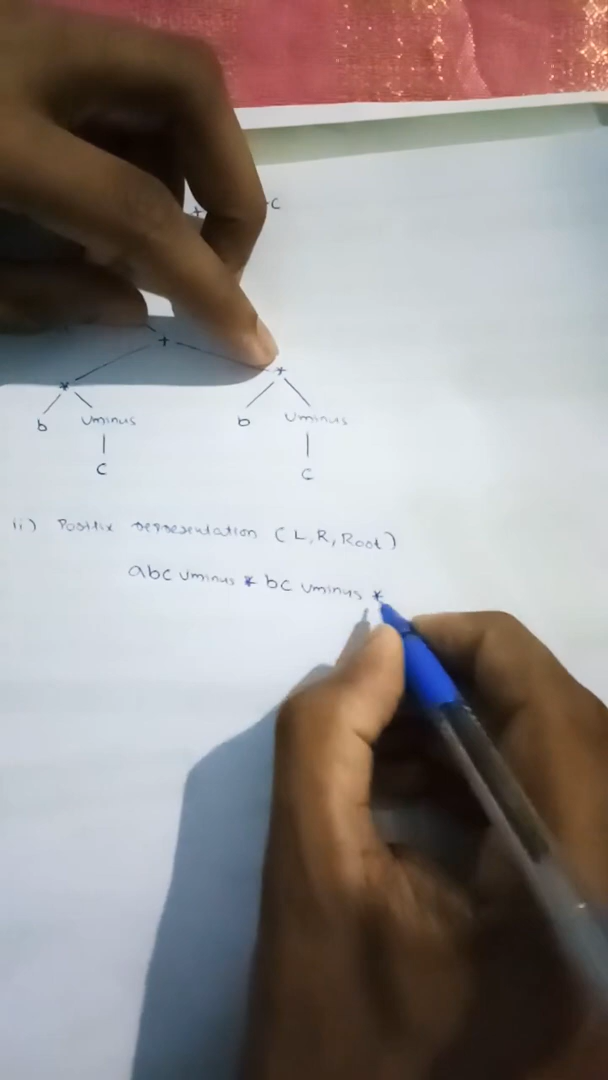 + -c
+
* *
b uminus b uminus
c c
ii) Postfix representation (L, R, Root)
abc uminus * bc uminus *